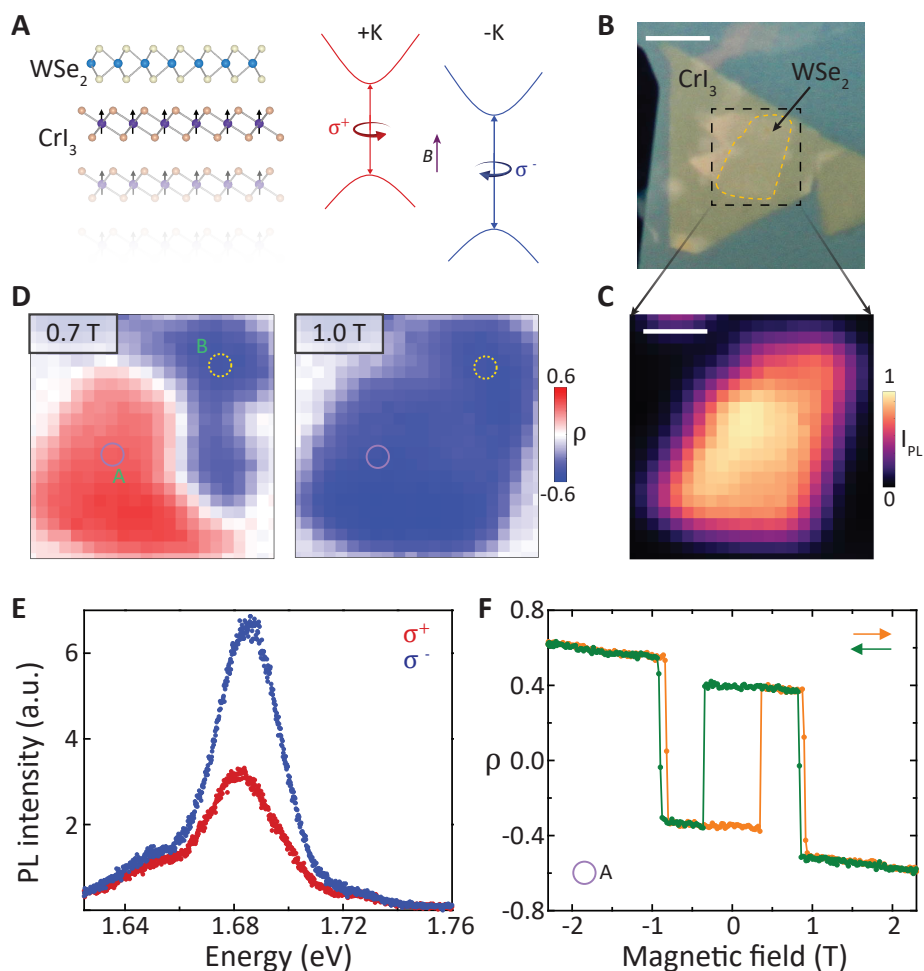 A
WSe2
CrI3
+K
-K
σ+
B
σ-
B
CrI3
WSe2
D
0.7 T
B
A
1.0 T
0.6
ρ
-0.6
C
1
IPL
0
E
σ+
σ-
6
4
2
PL intensity (a.u.)
1.64
1.68
1.72
1.76
Energy (eV)
F
0.8
0.4
0.0
-0.4
-0.8
ρ
A
-2
-1
0
1
2
Magnetic field (T)